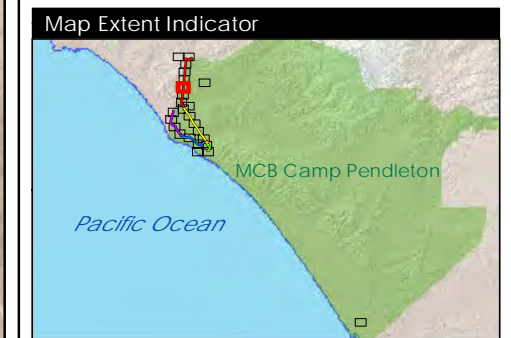 Map Extent Indicator
MCB Camp Pendleton
Pacific Ocean